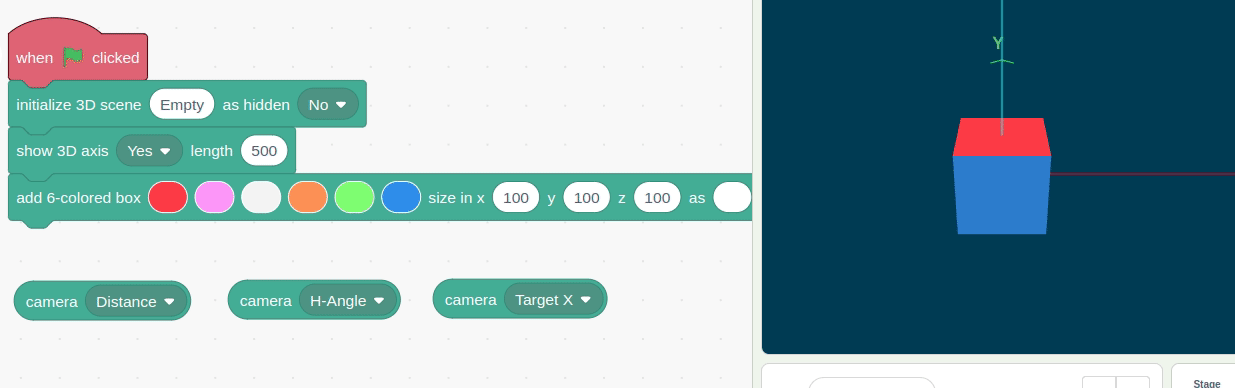 when clicked
initialize 3D scene Empty as hidden No
show 3D axis Yes length 500
add 6-colored box size in x 100 y 100 z 100 as
camera Distance
camera H-Angle
camera Target X
Y
Stage